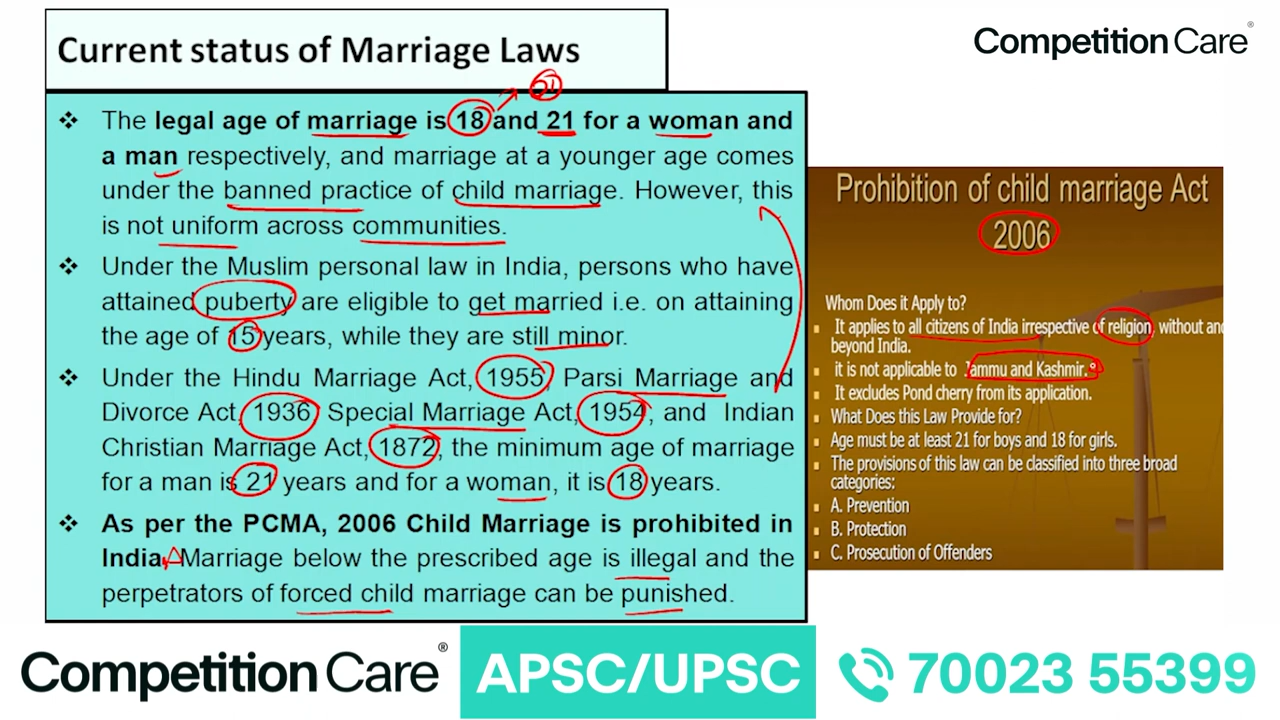 Current status of Marriage Laws
Competition Care®
21
❖ The legal age of marriage is 18 and 21 for a woman and
a man respectively, and marriage at a younger age comes
under the banned practice of child marriage. However, this
is not uniform across communities.
❖ Under the Muslim personal law in India, persons who have
attained puberty are eligible to get married i.e. on attaining
the age of 15 years, while they are still minor.
❖ Under the Hindu Marriage Act, 1955, Parsi Marriage and
Divorce Act, 1936 Special Marriage Act, 1954, and Indian
Christian Marriage Act, 1872, the minimum age of marriage
for a man is 21 years and for a woman, it is 18 years.
❖ As per the PCMA, 2006 Child Marriage is prohibited in
India. Marriage below the prescribed age is illegal and the
perpetrators of forced child marriage can be punished.
Prohibition of child marriage Act
2006
Whom Does it Apply to?
It applies to all citizens of India irrespective of religion, without and
beyond India.
it is not applicable to Jammu and Kashmir.
It excludes Pond cherry from its application.
What Does this Law Provide for?
Age must be at least 21 for boys and 18 for girls.
The provisions of this law can be classified into three broad
categories:
A. Prevention
B. Protection
C. Prosecution of Offenders
Competition Care®
APSC/UPSC
70023 55399